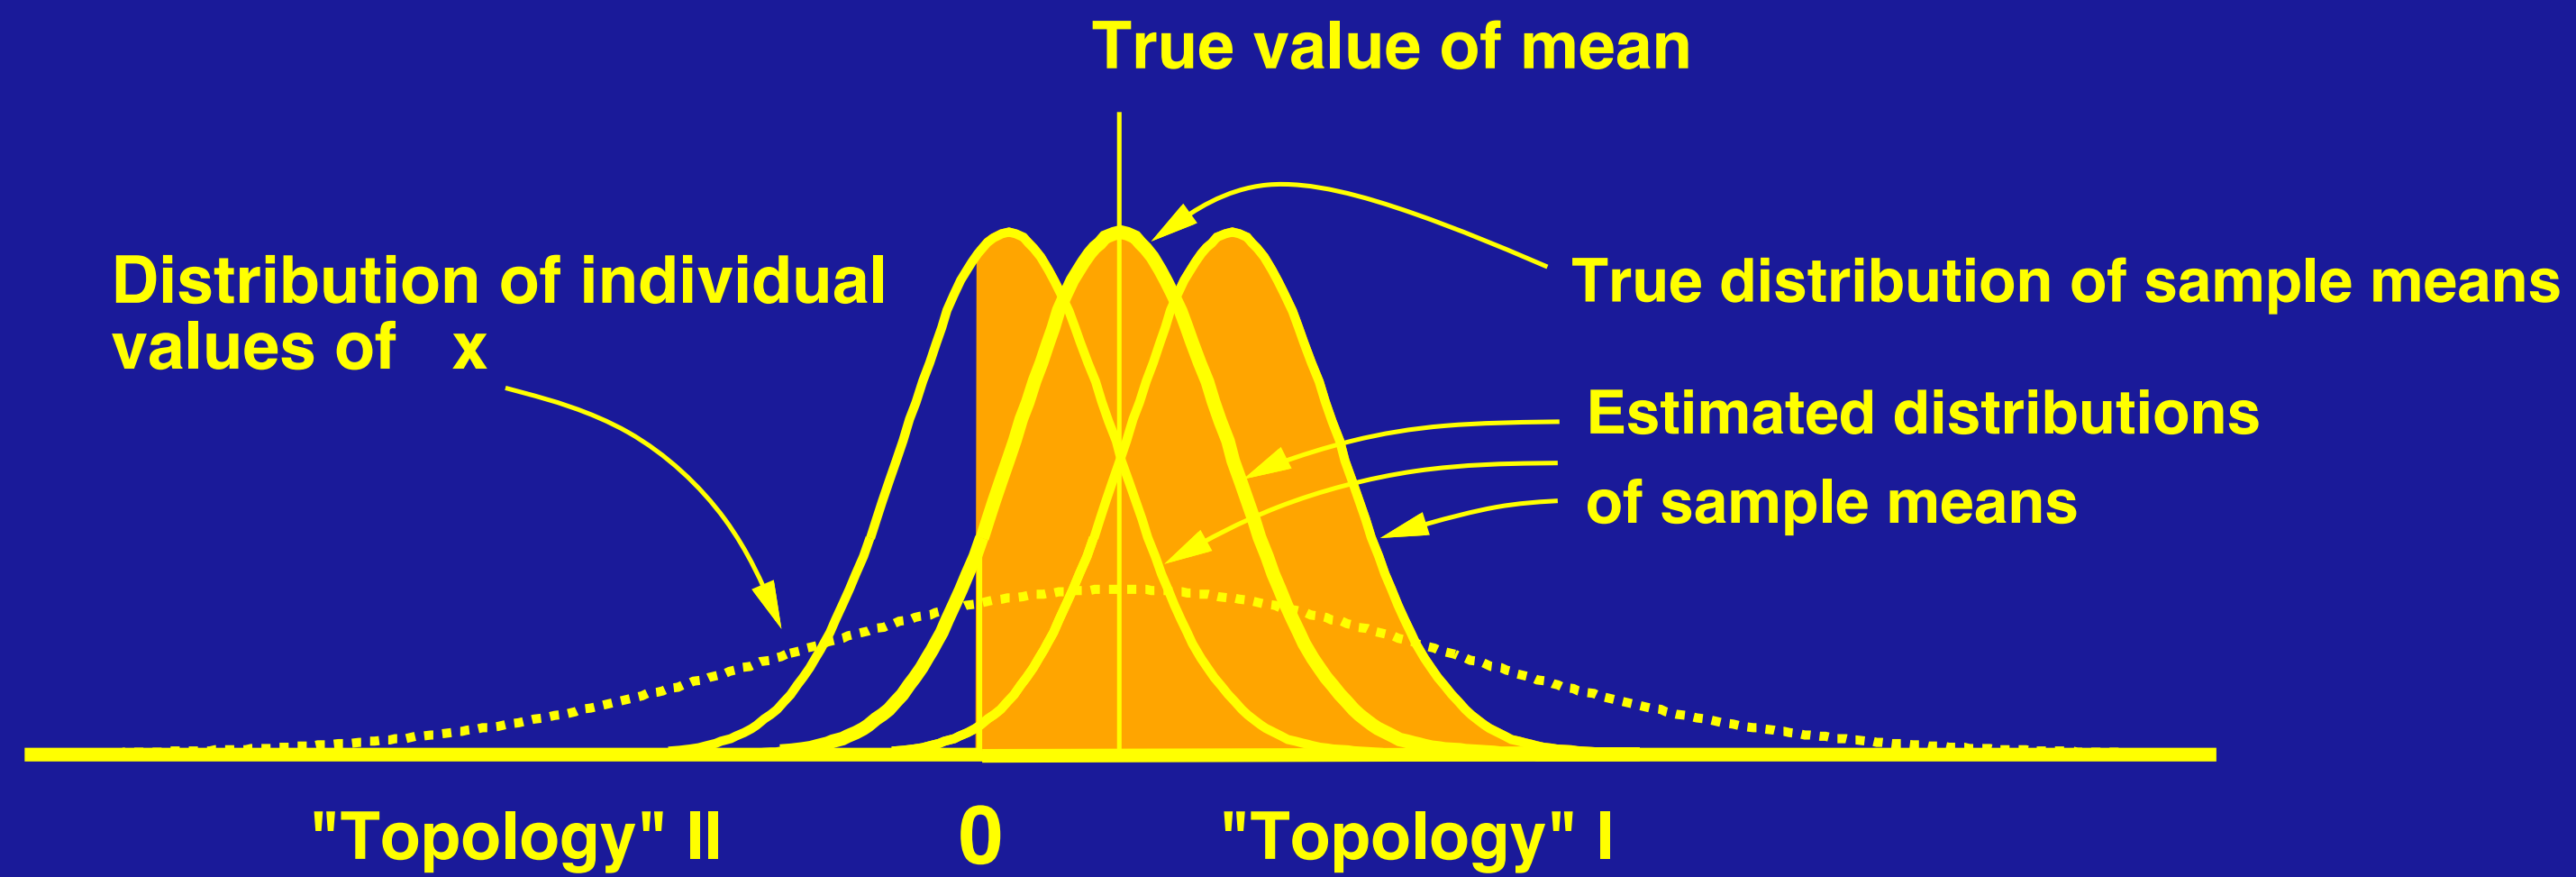 True value of mean
Distribution of individual
values of x
True distribution of sample means
Estimated distributions
of sample means
"Topology" II
0
"Topology" I